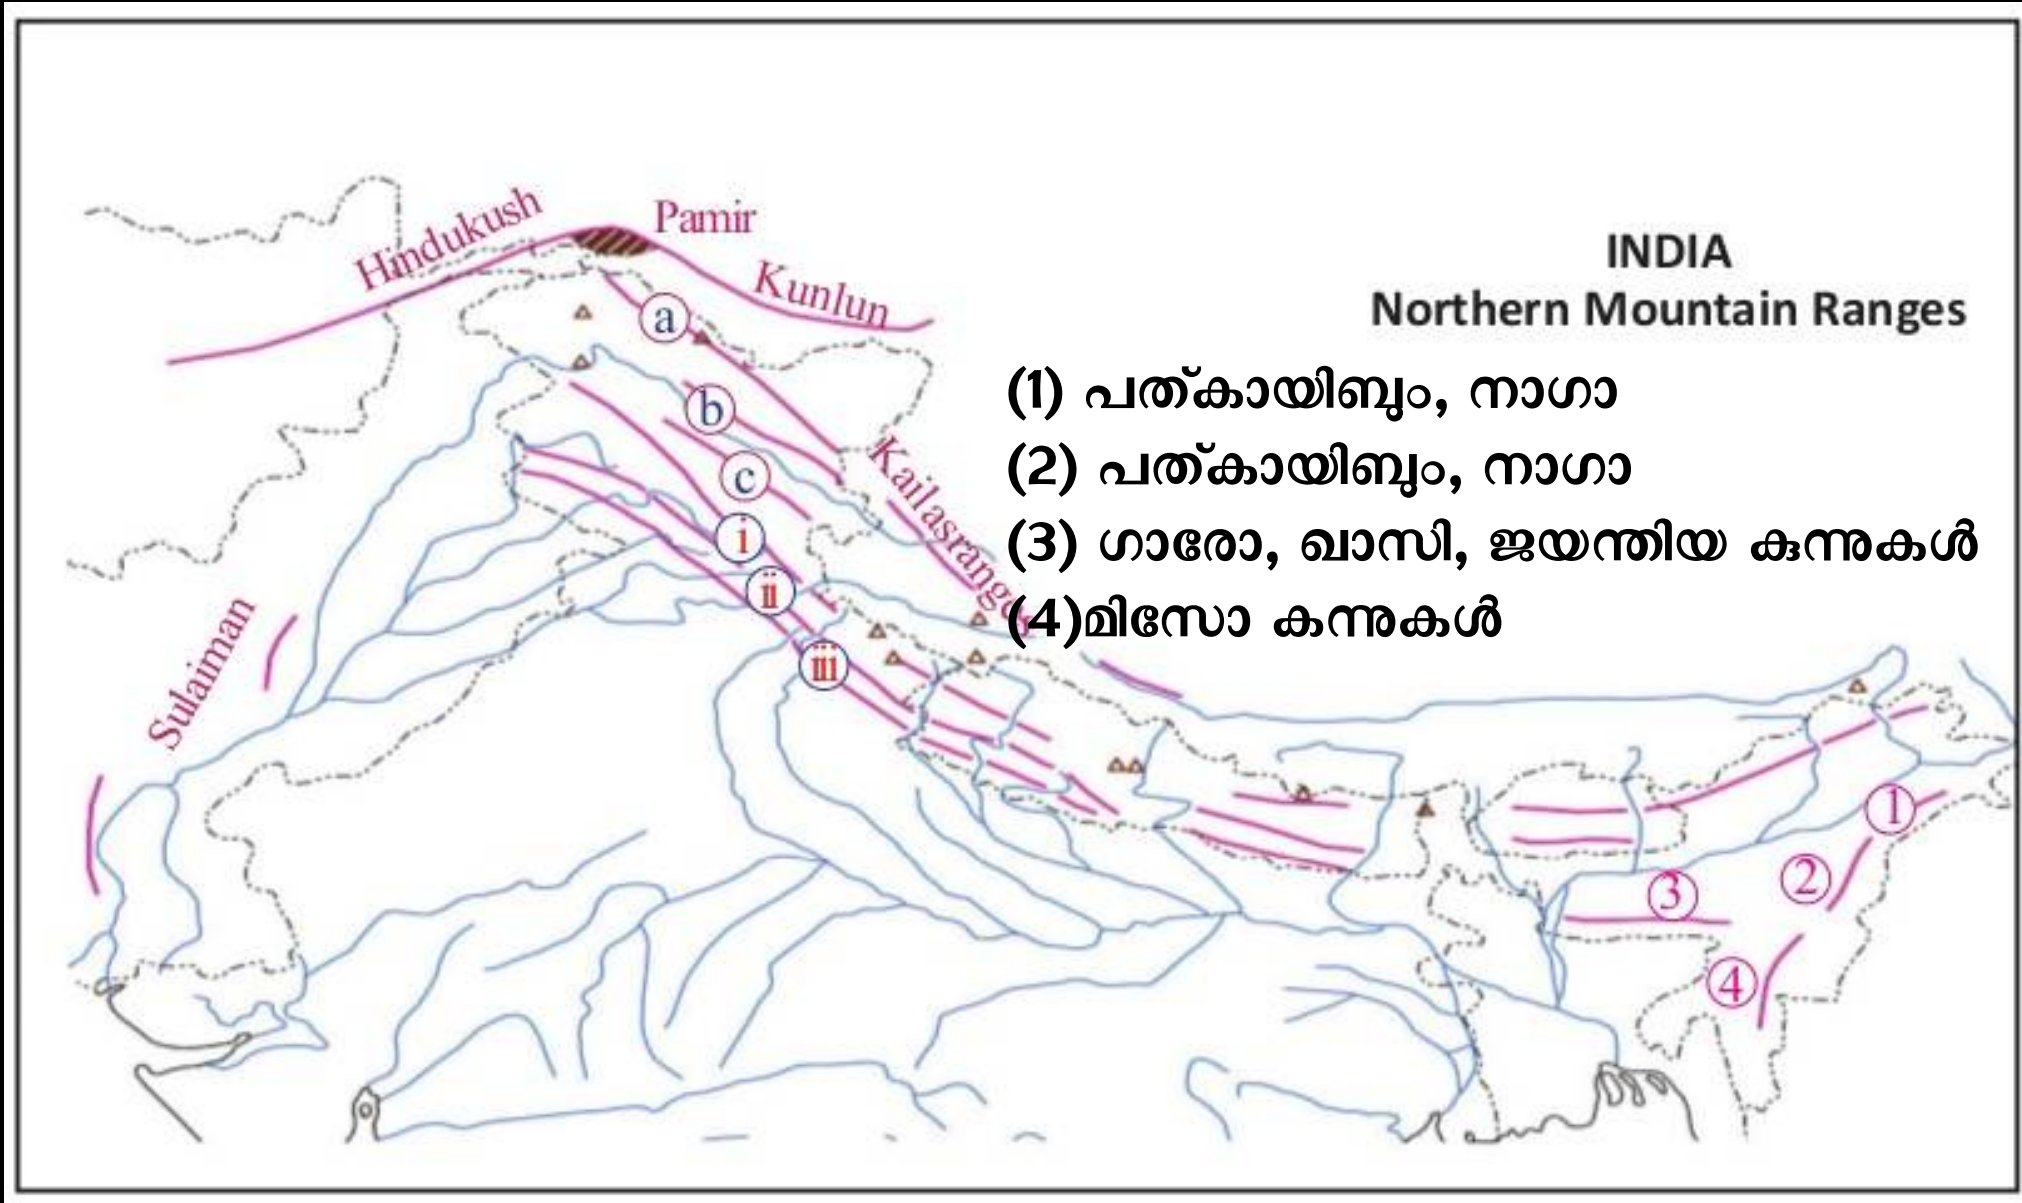 INDIA
Northern Mountain Ranges
Hindukush
Pamir
Kunlun
a
b
c
i
ii
iii
Kailasranges
Sulaiman
(1) പത്കായിബും, നാഗാ
(2) പത്കായിബും, നാഗാ
(3) ഗാരോ, ഖാസി, ജയന്തിയ കുന്നുകൾ
(4)മിസോ കന്നുകൾ
1
2
3
4